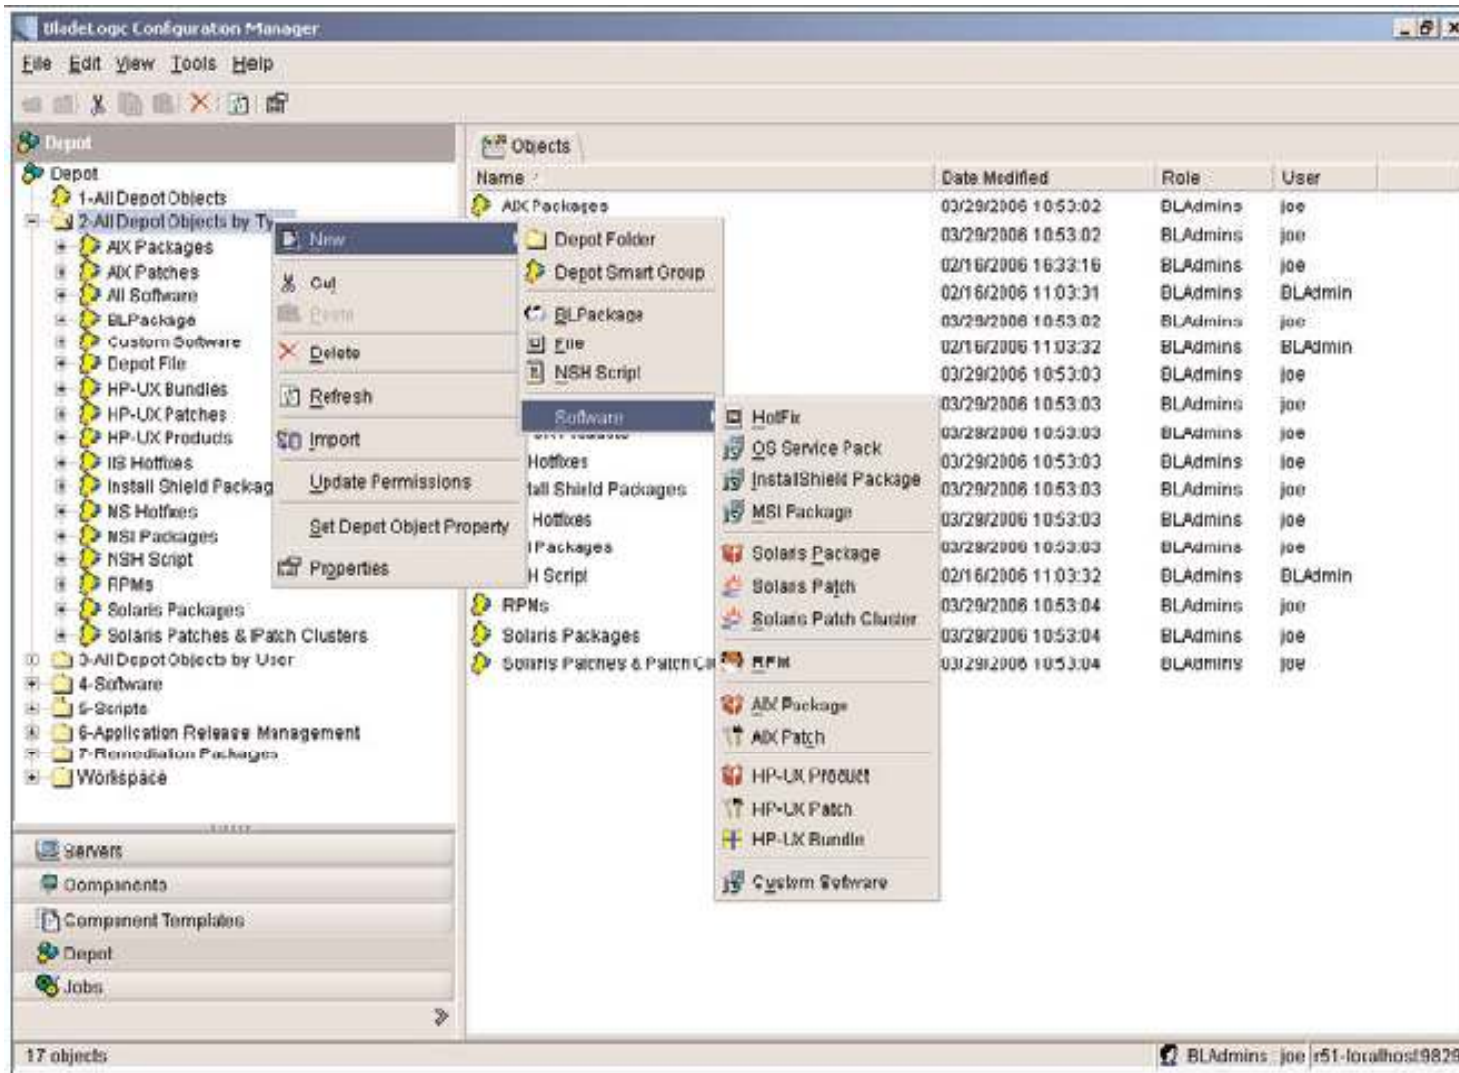 BladeLogic Configuration Manager
File Edit View Tools Help
Depot
Depot
1-All Depot Objects
2-All Depot Objects by Ty
AIX Packages
AIX Patches
All Software
BLPackage
Custom Software
Depot File
HP-UX Bundles
HP-UX Patches
HP-UX Products
IIS Hotfixes
Install Shield Packag
MS Hotfixes
MSI Packages
NSH Script
RPMs
Solaris Packages
Solaris Patches & Patch Clusters
3-All Depot Objects by User
4-Software
5-Scripts
6-Application Release Management
7-Remediation Packages
Workspace
Servers
Components
Component Templates
Depot
Jobs
17 objects
New
Cut
Paste
Delete
Refresh
Import
Update Permissions
Set Depot Object Property
Properties
Depot Folder
Depot Smart Group
BLPackage
File
NSH Script
Software
HotFix
OS Service Pack
InstallShield Package
MSI Package
Solaris Package
Solaris Patch
Solaris Patch Cluster
RPM
AIX Package
AIX Patch
HP-UX Product
HP-UX Patch
HP-UX Bundle
Custom Software
Objects
Name Date Modified Role User
AIX Packages 03/29/2006 10:53:02 BLAdmins joe
03/29/2006 10:53:02 BLAdmins joe
02/16/2006 16:33:16 BLAdmins joe
02/16/2006 11:03:31 BLAdmins BLAdmin
03/29/2006 10:53:02 BLAdmins joe
02/16/2006 11:03:32 BLAdmins BLAdmin
03/29/2006 10:53:03 BLAdmins joe
03/29/2006 10:53:03 BLAdmins joe
03/29/2006 10:53:03 BLAdmins joe
Hotfixes 03/29/2006 10:53:03 BLAdmins joe
tall Shield Packages 03/29/2006 10:53:03 BLAdmins joe
Hotfixes 03/29/2006 10:53:03 BLAdmins joe
I Packages 03/29/2006 10:53:03 BLAdmins joe
H Script 02/16/2006 11:03:32 BLAdmins BLAdmin
RPMs 03/29/2006 10:53:04 BLAdmins joe
Solaris Packages 03/29/2006 10:53:04 BLAdmins joe
Solaris Patches & Patch Cl 03/29/2006 10:53:04 BLAdmins joe
BLAdmins : joe r51-localhost:9829